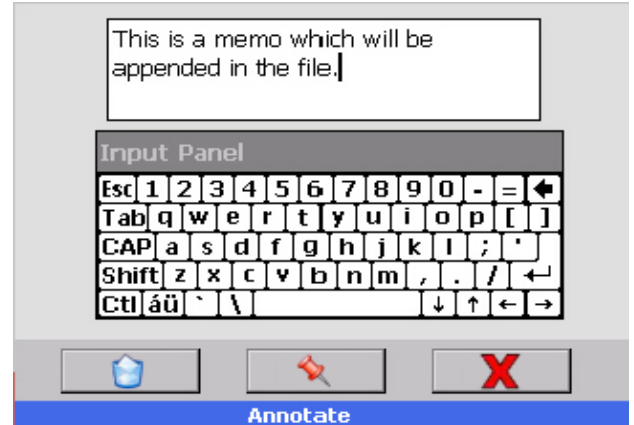 This is a memo which will be
appended in the file.
Input Panel
Esc 1 2 3 4 5 6 7 8 9 0 - =
Tab q w e r t y u i o p [ ]
CAP a s d f g h j k l ; '
Shift z x c v b n m , . /
Ctl áü ` \ ↓ ↑ ← →
Annotate